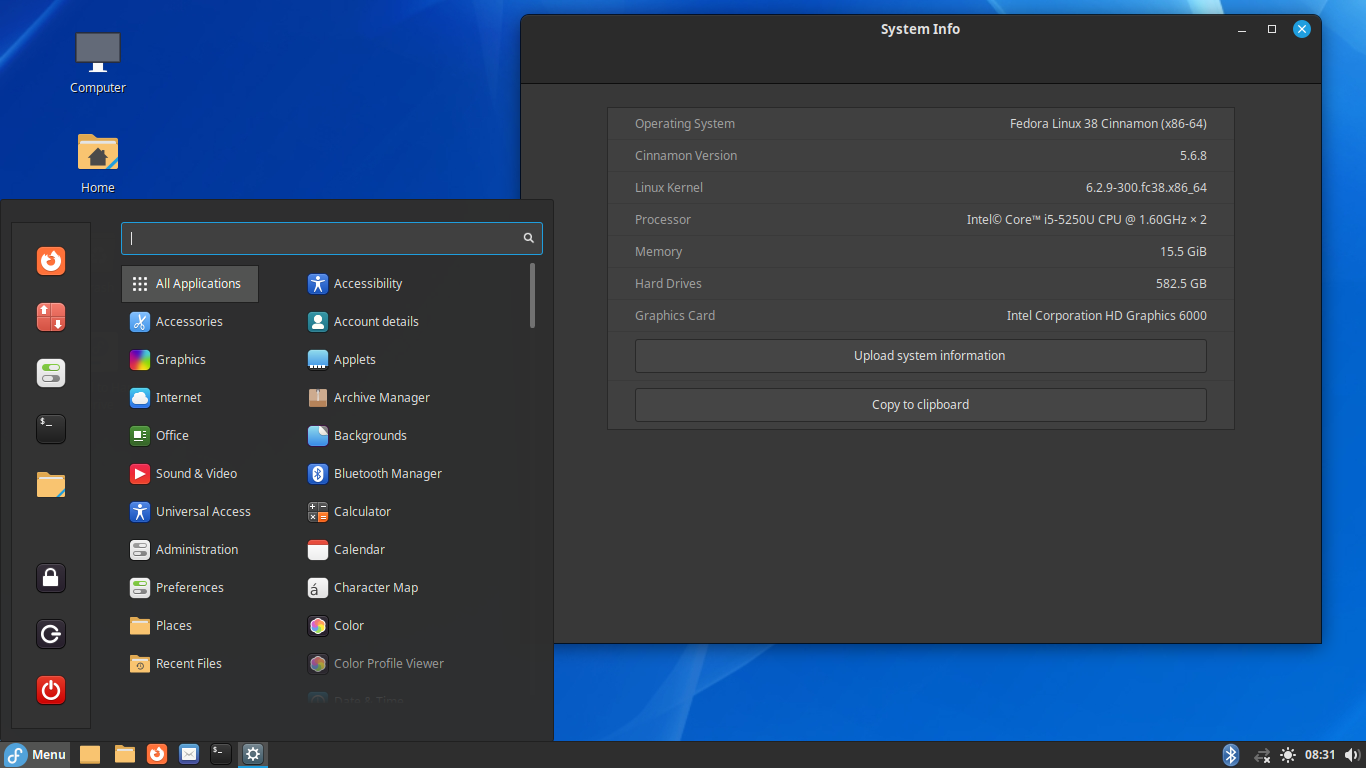 System Info
Computer
Home
Operating System Fedora Linux 38 Cinnamon (x86-64)
Cinnamon Version 5.6.8
Linux Kernel 6.2.9-300.fc38.x86_64
Processor Intel© Core™ i5-5250U CPU @ 1.60GHz × 2
Memory 15.5 GiB
Hard Drives 582.5 GB
Graphics Card Intel Corporation HD Graphics 6000
Upload system information
Copy to clipboard
All Applications
Accessories
Graphics
Internet
Office
Sound & Video
Universal Access
Administration
Preferences
Places
Recent Files
Accessibility
Account details
Applets
Archive Manager
Backgrounds
Bluetooth Manager
Calculator
Calendar
Character Map
Color
Color Profile Viewer
Date & Time
Menu
08:31